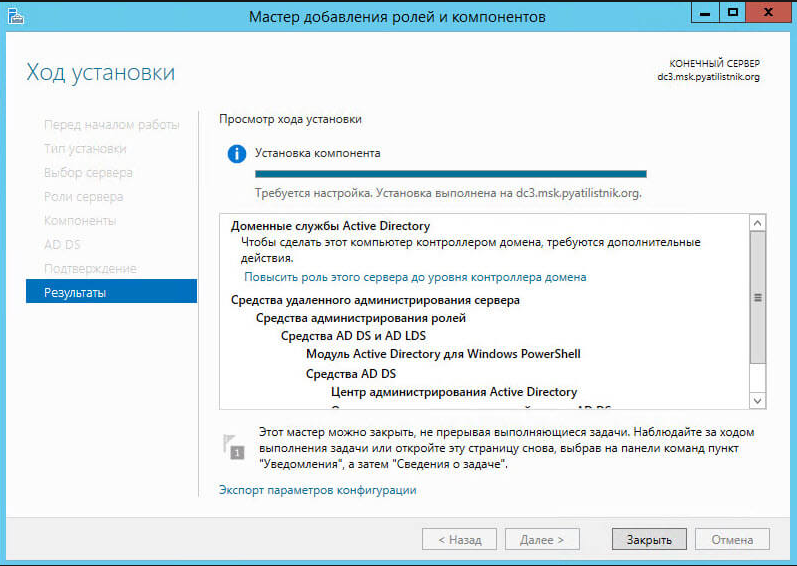 Мастер добавления ролей и компонентов
Ход установки
КОНЕЧНЫЙ СЕРВЕР
dc3.msk.pyatilistnik.org
Перед началом работы
Тип установки
Выбор сервера
Роли сервера
Компоненты
AD DS
Подтверждение
Результаты
Просмотр хода установки
Установка компонента
Требуется настройка. Установка выполнена на dc3.msk.pyatilistnik.org.
Доменные службы Active Directory
Чтобы сделать этот компьютер контроллером домена, требуются дополнительные
действия.
Повысить роль этого сервера до уровня контроллера домена
Средства удаленного администрирования сервера
Средства администрирования ролей
Средства AD DS и AD LDS
Модуль Active Directory для Windows PowerShell
Средства AD DS
Центр администрирования Active Directory
1
Этот мастер можно закрыть, не прерывая выполняющиеся задачи. Наблюдайте за ходом
выполнения задачи или откройте эту страницу снова, выбрав на панели команд пункт
"Уведомления", а затем "Сведения о задаче".
Экспорт параметров конфигурации
< Назад
Далее >
Закрыть
Отмена